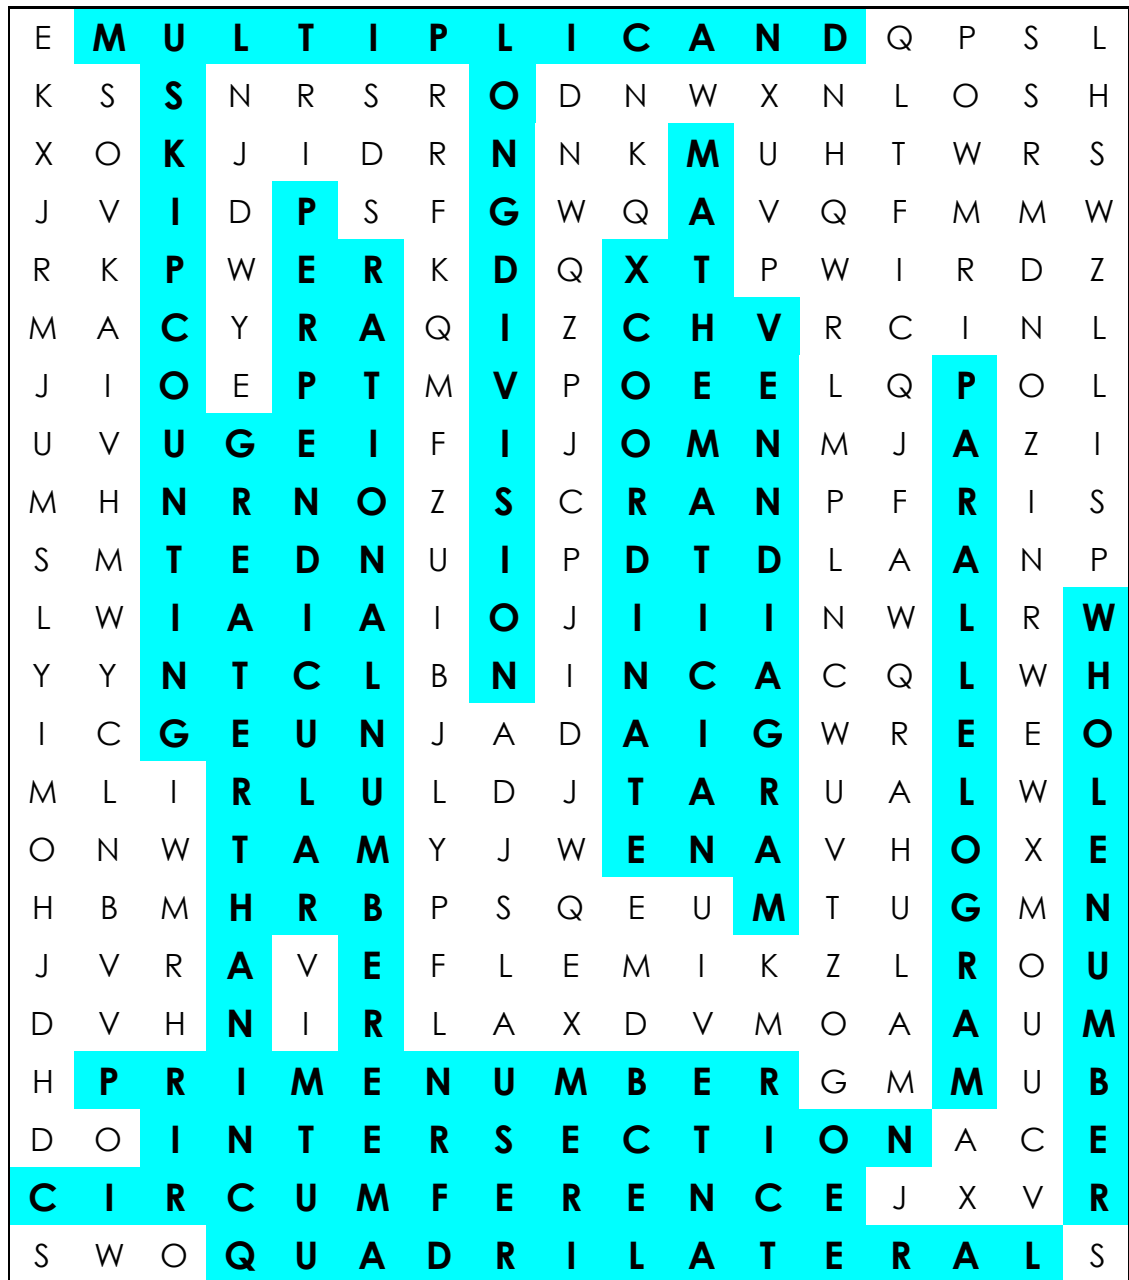 E M U L T I P L I C A N D Q P S L
K S S N R S R O D N W X N L O S H
X O K J I D R N N K M U H T W R S
J V I D P S F G W Q A V Q F M M W
R K P W E R K D Q X T P W I R D Z
M A C Y R A Q I Z C H V R C I N L
J I O E P T M V P O E E L Q P O L
U V U G E I F I J O M N M J A Z I
M H N R N O Z S C R A N P F R I S
S M T E D N U I P D T D L A A N P
L W I A I A I O J I I I N W L R W
Y Y N T C L B N I N C A C Q L W H
I C G E U N J A D A I G W R E E O
M L I R L U L D J T A R U A L W L
O N W T A M Y J W E N A V H O X E
H B M H R B P S Q E U M T U G M N
J V R A V E F L E M I K Z L R O U
D V H N I R L A X D V M O A A U M
H P R I M E N U M B E R G M M U B
D O I N T E R S E C T I O N A C E
C I R C U M F E R E N C E J X V R
S W O Q U A D R I L A T E R A L S